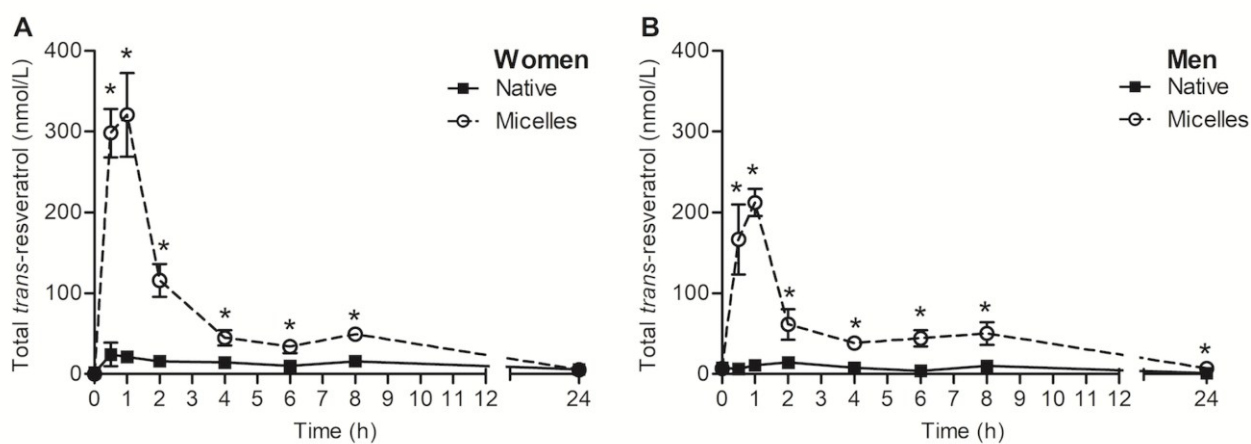 A
Women
Native
Micelles
Total trans-resveratrol (nmol/L)
400
300
200
100
0
* * * * * *
0 1 2 3 4 5 6 7 8 9 10 11 12 24
Time (h)
B
Men
Native
Micelles
Total trans-resveratrol (nmol/L)
400
300
200
100
0
* * * * * * *
0 1 2 3 4 5 6 7 8 9 10 11 12 24
Time (h)